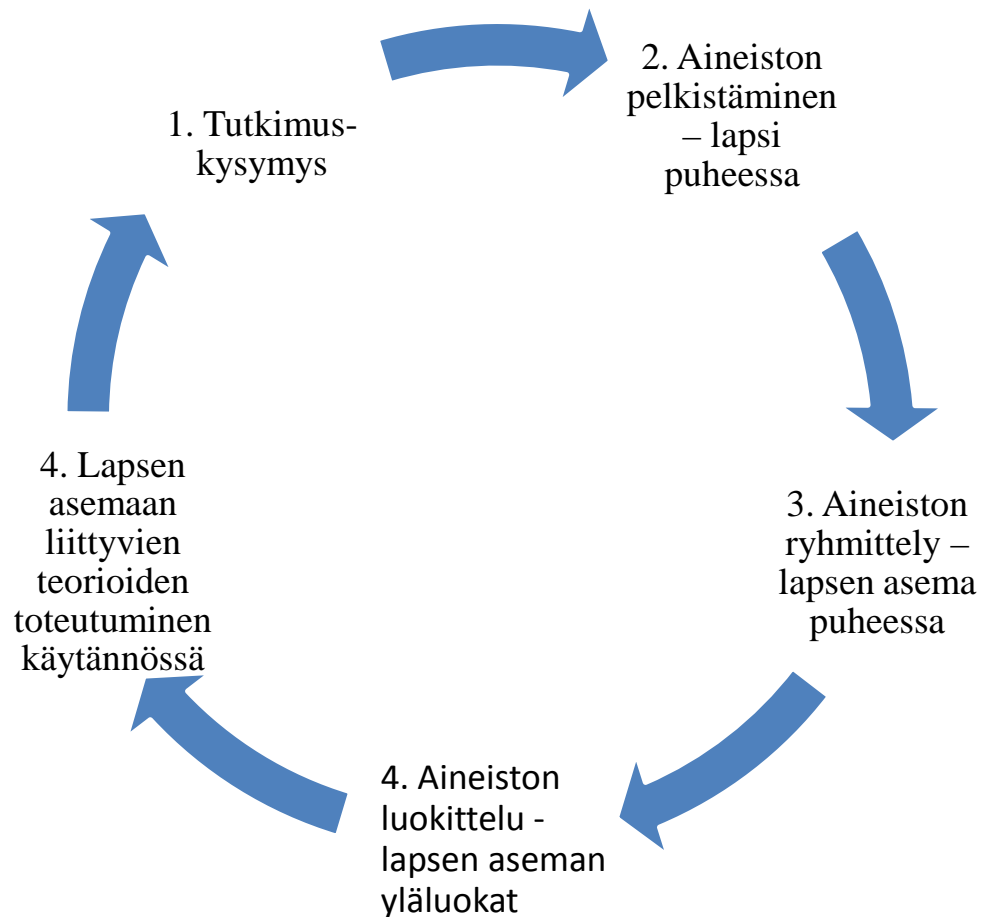 1. Tutkimus-
kysymys
2. Aineiston
pelkistäminen
– lapsi
puheessa
3. Aineiston
ryhmittely –
lapsen asema
puheessa
4. Aineiston
luokittelu -
lapsen aseman
yläluokat
4. Lapsen
asemaan
liittyvien
teorioiden
toteutuminen
käytännössä